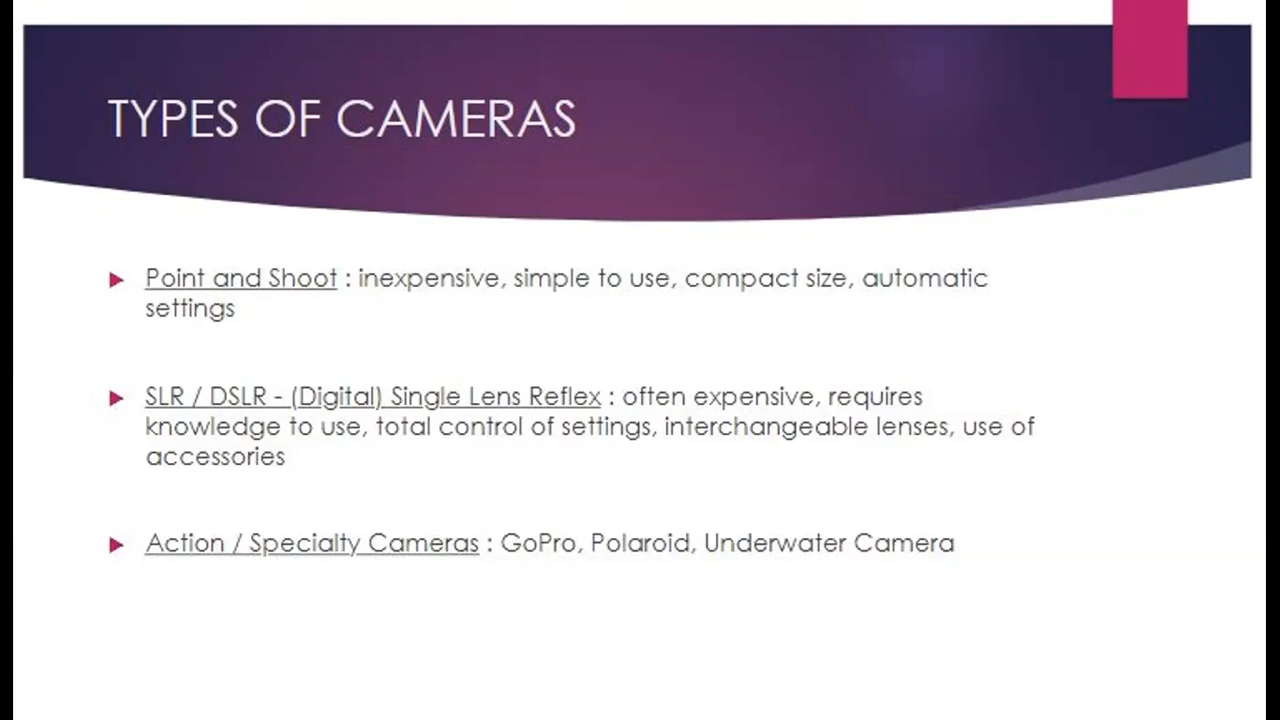 TYPES OF CAMERAS
Point and Shoot : inexpensive, simple to use, compact size, automatic
settings
SLR / DSLR - (Digital) Single Lens Reflex : often expensive, requires
knowledge to use, total control of settings, interchangeable lenses, use of
accessories
Action / Specialty Cameras : GoPro, Polaroid, Underwater Camera